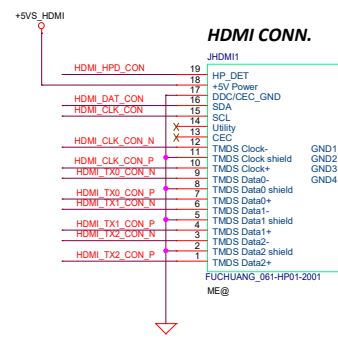 +5VS_HDMI
HDMI CONN.
JHDMI1
HDMI_HPD_CON 19 HP_DET
18 +5V Power
17 DDC/CEC_GND
HDMI_DAT_CON 16 SDA
HDMI_CLK_CON 15 SCL
14 Utility
13 CEC
HDMI_CLK_CON_N 12 TMDS Clock- GND1
11 TMDS Clock shield GND2
HDMI_CLK_CON_P 10 TMDS Clock+ GND3
HDMI_TX0_CON_N 9 TMDS Data0- GND4
8 TMDS Data0 shield
HDMI_TX0_CON_P 7 TMDS Data0+
HDMI_TX1_CON_N 6 TMDS Data1-
5 TMDS Data1 shield
HDMI_TX1_CON_P 4 TMDS Data1+
HDMI_TX2_CON_N 3 TMDS Data2-
2 TMDS Data2 shield
HDMI_TX2_CON_P 1 TMDS Data2+
FUCHUANG_061-HP01-2001
ME@